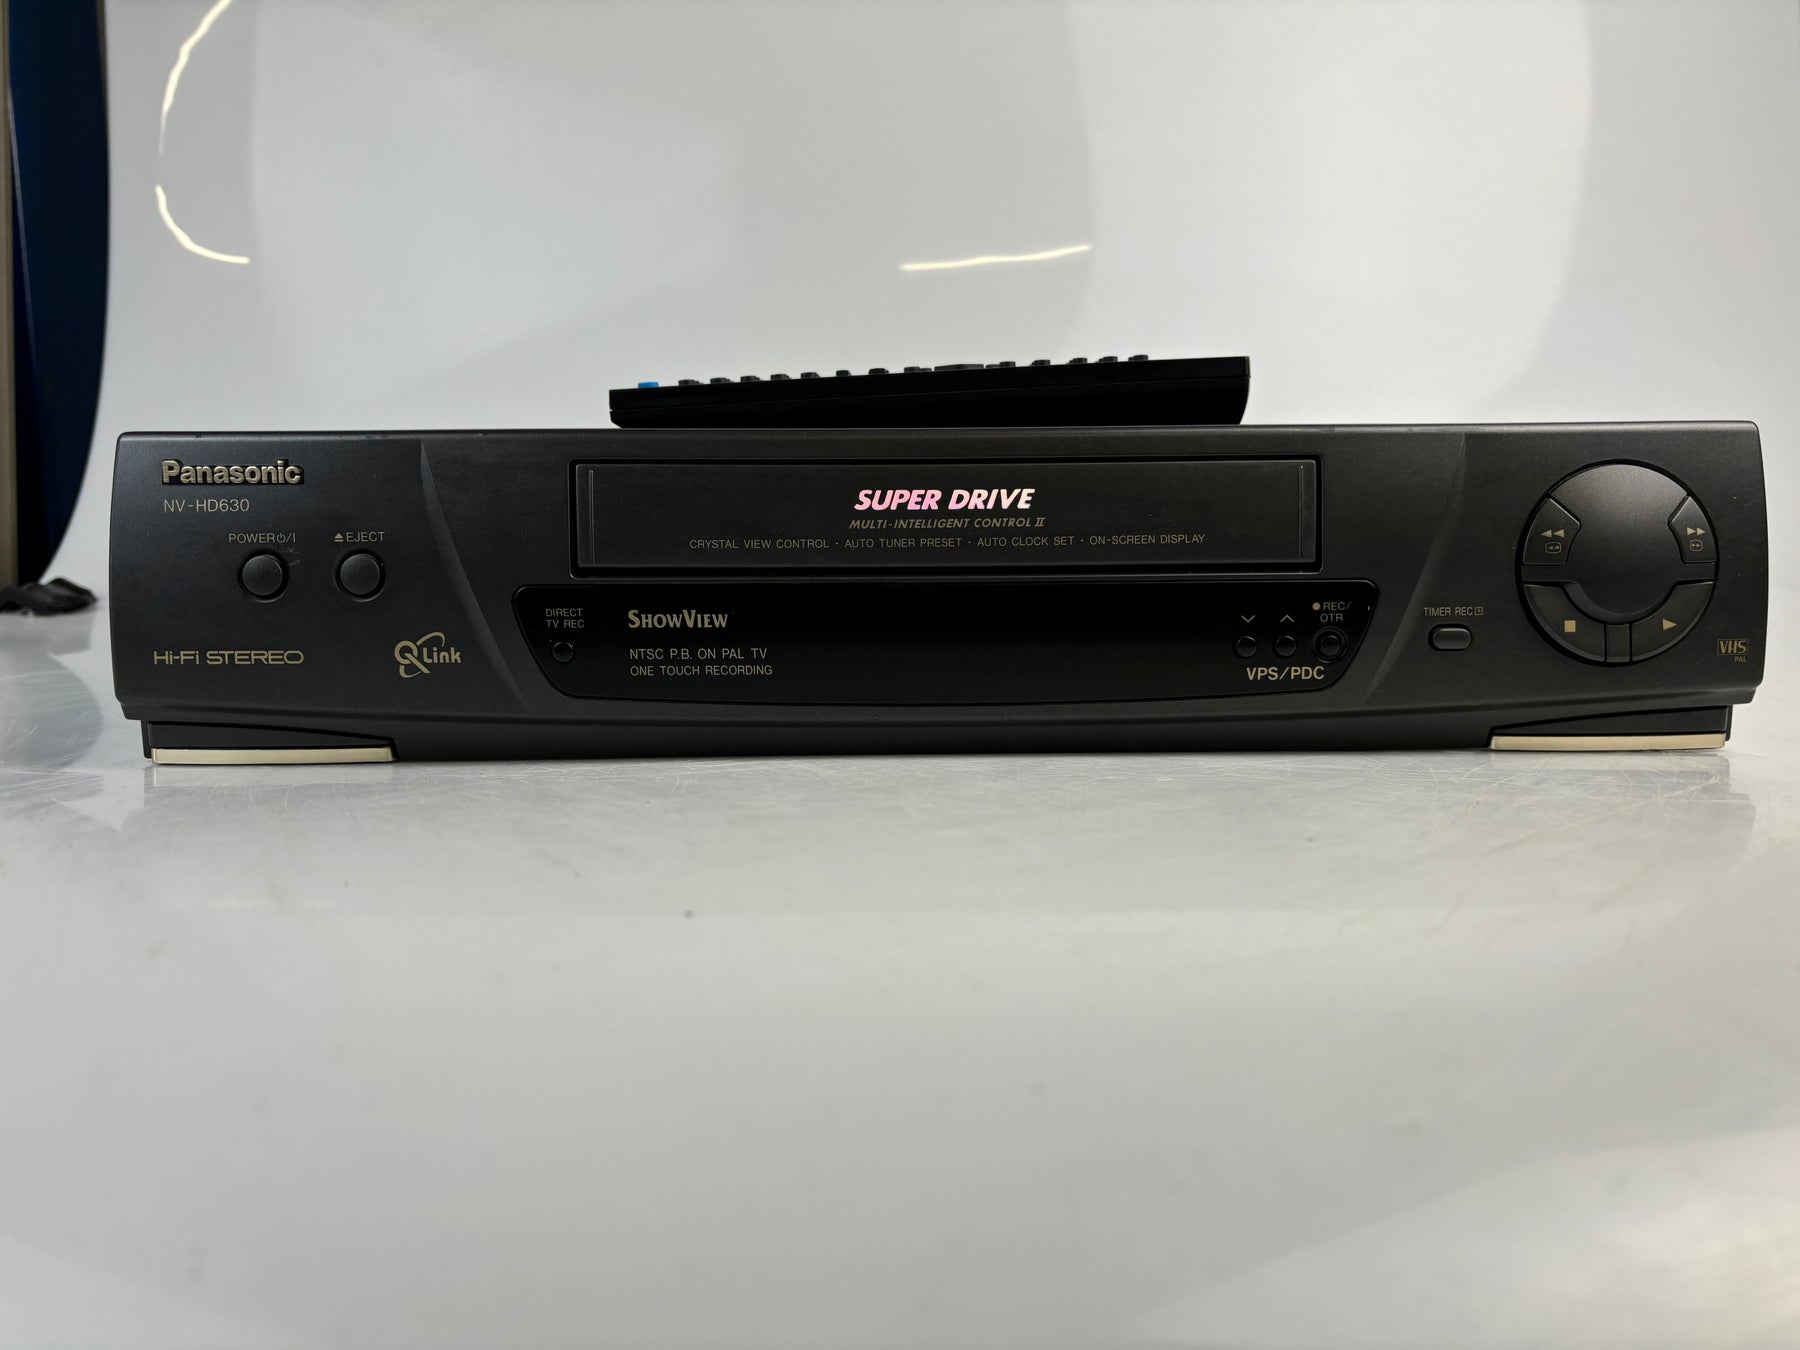 Panasonic
NV-HD630
POWER ⏻/I
⏏EJECT
Hi-Fi STEREO
Q Link
SUPER DRIVE
MULTI-INTELLIGENT CONTROL II
CRYSTAL VIEW CONTROL · AUTO TUNER PRESET · AUTO CLOCK SET · ON-SCREEN DISPLAY
DIRECT
TV REC
SHOWVIEW
NTSC P.B. ON PAL TV
ONE TOUCH RECORDING
●REC/
OTR
VPS/PDC
TIMER REC
VHS
PAL